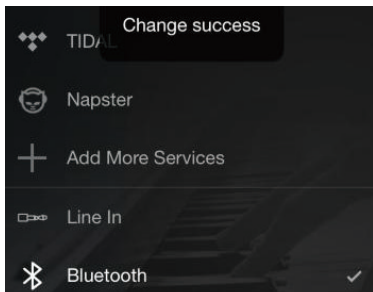 Change success
TIDAL
Napster
Add More Services
Line In
Bluetooth